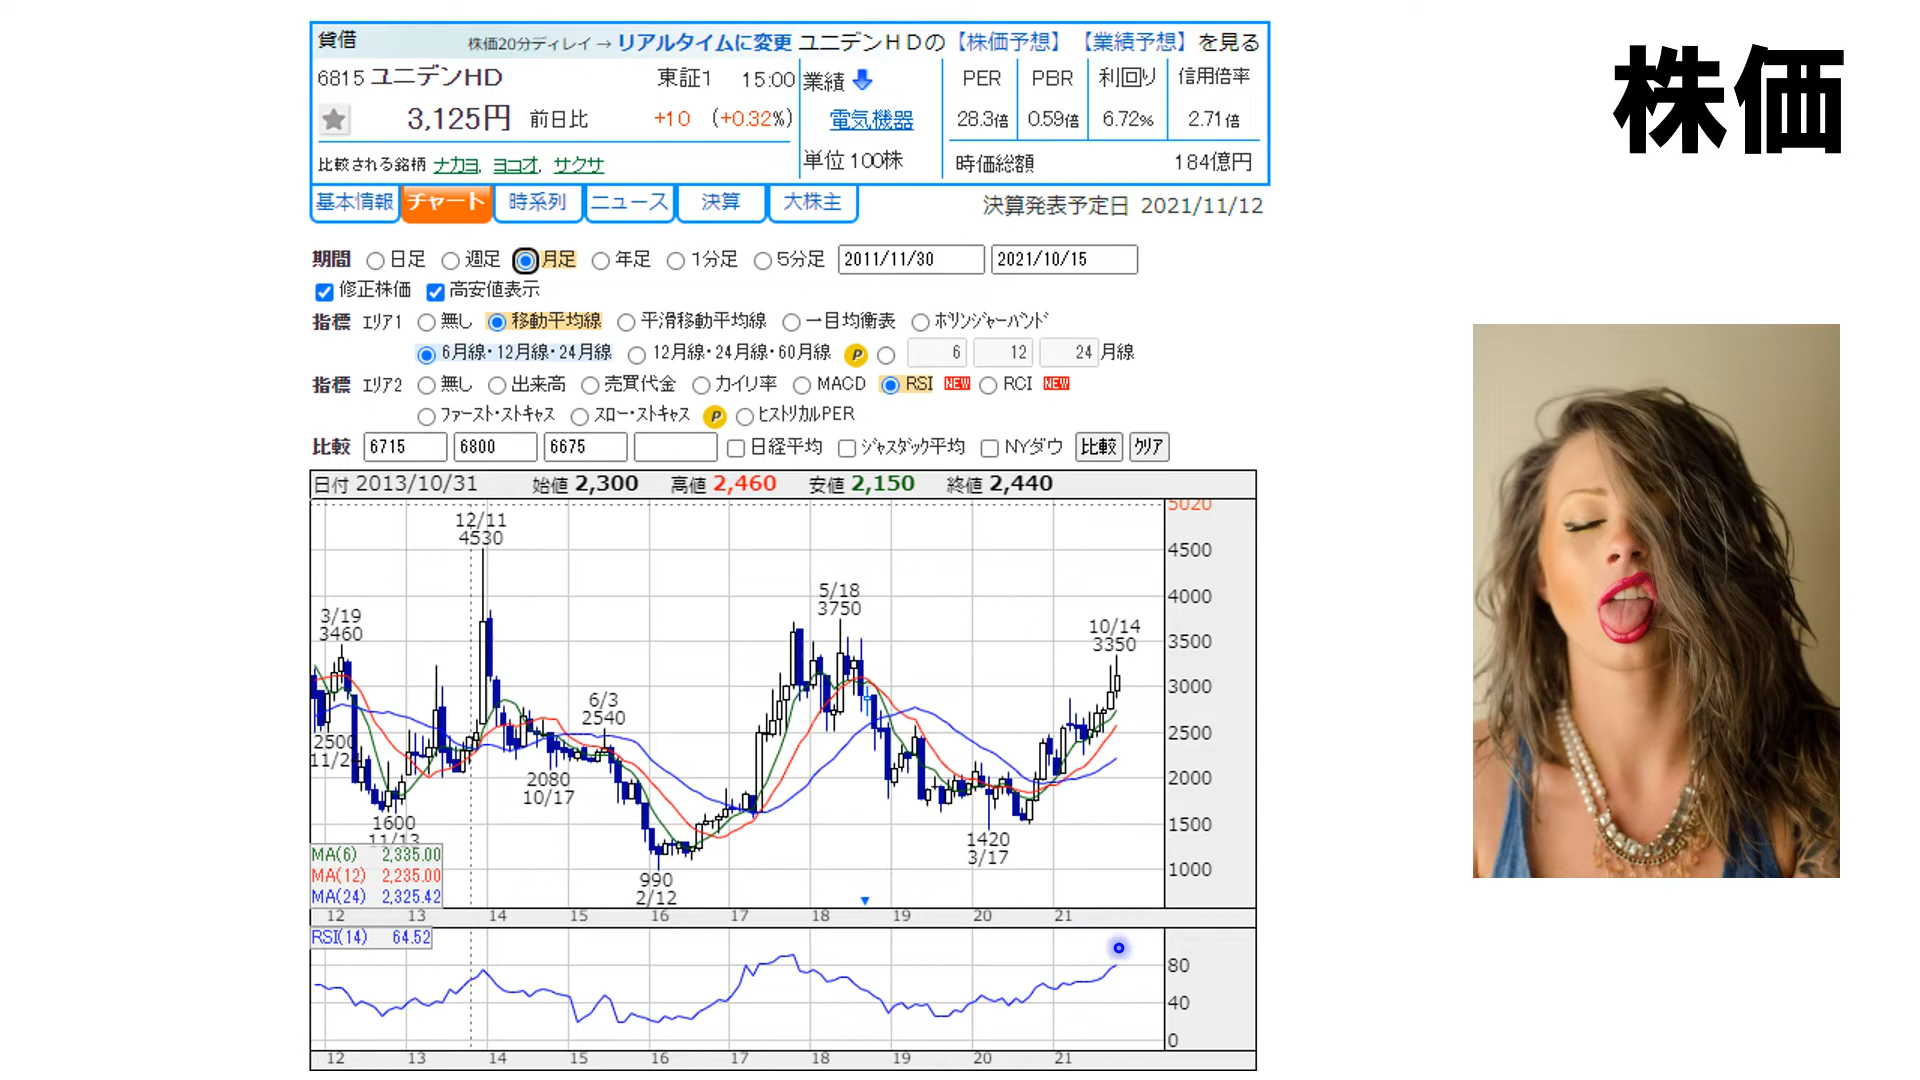 株価
貸借 株価20分ディレイ → リアルタイムに変更 ユニデンHDの【株価予想】【業績予想】を見る
6815 ユニデンHD 東証1 15:00 業績 PER PBR 利回り 信用倍率
3,125円 前日比 +10 (+0.32%) 電気機器 28.3倍 0.59倍 6.72% 2.71倍
比較される銘柄 ナカヨ, ヨコオ, サクサ 単位 100株 時価総額 184億円
基本情報 チャート 時系列 ニュース 決算 大株主 決算発表予定日 2021/11/12
期間 日足 週足 月足 年足 1分足 5分足 2011/11/30 2021/10/15
修正株価 高安値表示
指標 エリア1 無し 移動平均線 平滑移動平均線 一目均衡表 ボリンジャーバンド
6月線・12月線・24月線 12月線・24月線・60月線 P 6 12 24 月線
指標 エリア2 無し 出来高 売買代金 カイリ率 MACD RSI NEW RCI NEW
ファースト・ストキャス スロー・ストキャス P ヒストリカルPER
比較 6715 6800 6675 日経平均 ジャスダック平均 NYダウ 比較 クリア
日付 2013/10/31 始値 2,300 高値 2,460 安値 2,150 終値 2,440
5020
12/11
4530
4500
5/18
3750
4000
3/19
3460
10/14
3350
3500
3000
6/3
2540
2500
11/2
2500
2080
10/17
2000
1600
11/13
1420
3/17
1500
990
2/12
1000
MA(6) 2,335.00
MA(12) 2,235.00
MA(24) 2,325.42
12 13 14 15 16 17 18 19 20 21
RSI(14) 64.52
80
40
0
12 13 14 15 16 17 18 19 20 21